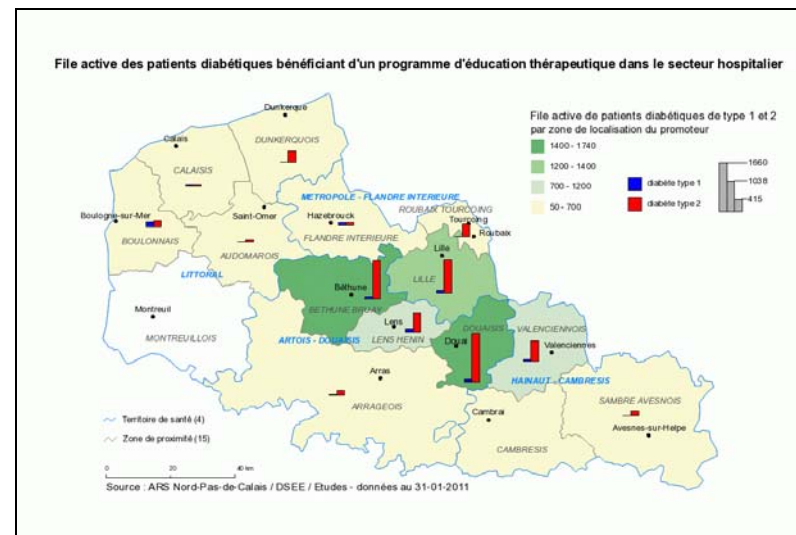 File active des patients diabétiques bénéficiant d'un programme d'éducation thérapeutique dans le secteur hospitalier
File active de patients diabétiques de type 1 et 2
par zone de localisation du promoteur
1400 - 1740
1200 - 1400
700 - 1200
50 - 700
diabète type 1
diabète type 2
1660
1038
415
Dunkerque
DUNKERQUOIS
Calais
CALAISIS
METROPOLE - FLANDRE INTERIEURE
ROUBAIX TOURCOING
Tourcoing
Roubaix
Boulogne-sur-Mer
BOULONNAIS
Saint-Omer
AUDOMAROIS
Hazebrouck
FLANDRE INTERIEURE
Lille
LILLE
LITTORAL
Béthune
BETHUNE BRUAY
Montreuil
MONTREUILLOIS
Lens
LENS HENIN
ARTOIS - DOUAISIS
DOUAISIS
Douai
VALENCIENNOIS
Valenciennes
HAINAUT - CAMBRESIS
Arras
ARRAGEOIS
Cambrai
CAMBRESIS
SAMBRE AVESNOIS
Avesnes-sur-Helpe
Territoire de santé (4)
Zone de proximité (15)
0 20 40 km
Source : ARS Nord-Pas-de-Calais / DSEE / Etudes - données au 31-01-2011